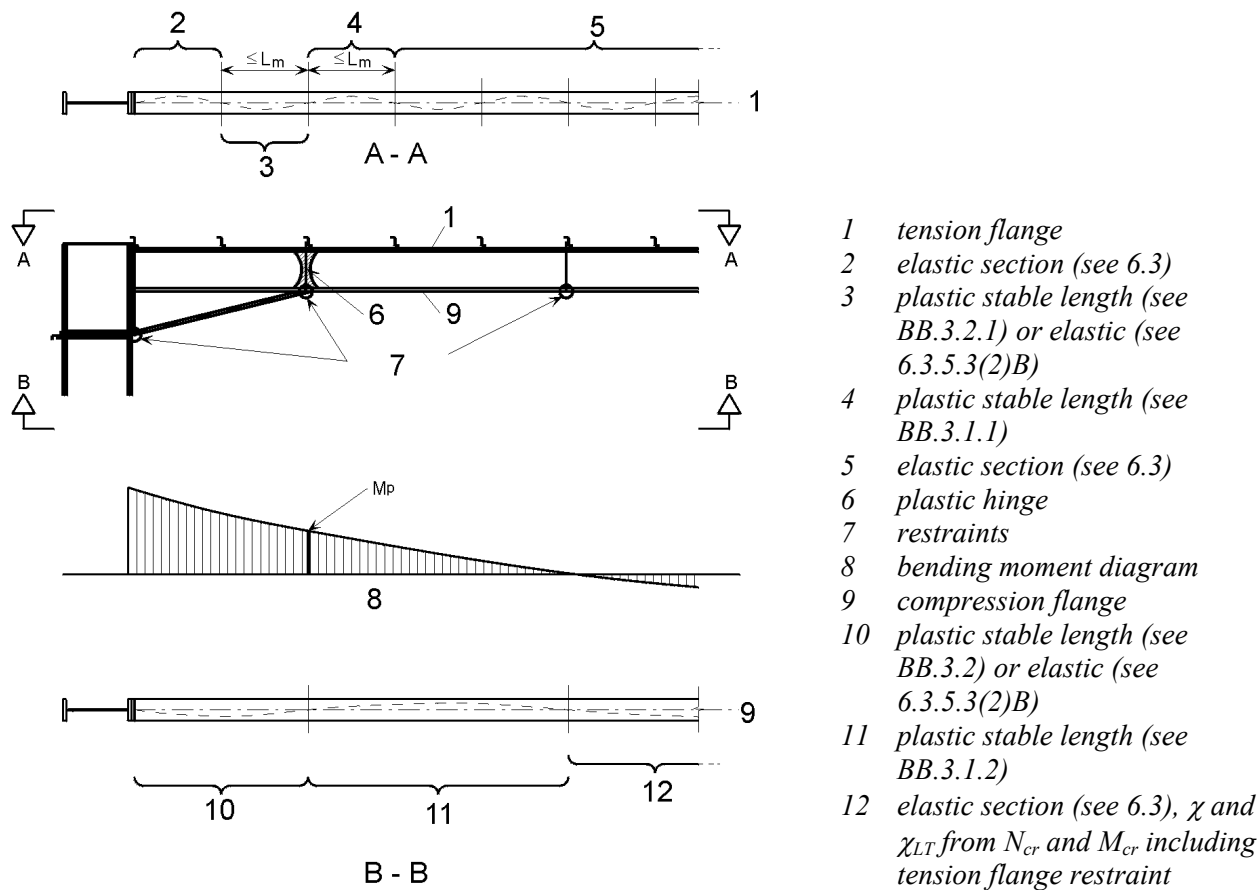 2
4
5
≤Lm
≤Lm
1
3
A - A
1
A
A
6
9
7
B
B
Mp
8
9
10
11
12
B - B
1 tension flange
2 elastic section (see 6.3)
3 plastic stable length (see
BB.3.2.1) or elastic (see
6.3.5.3(2)B)
4 plastic stable length (see
BB.3.1.1)
5 elastic section (see 6.3)
6 plastic hinge
7 restraints
8 bending moment diagram
9 compression flange
10 plastic stable length (see
BB.3.2) or elastic (see
6.3.5.3(2)B)
11 plastic stable length (see
BB.3.1.2)
12 elastic section (see 6.3), χ and
χLT from Ncr and Mcr including
tension flange restraint